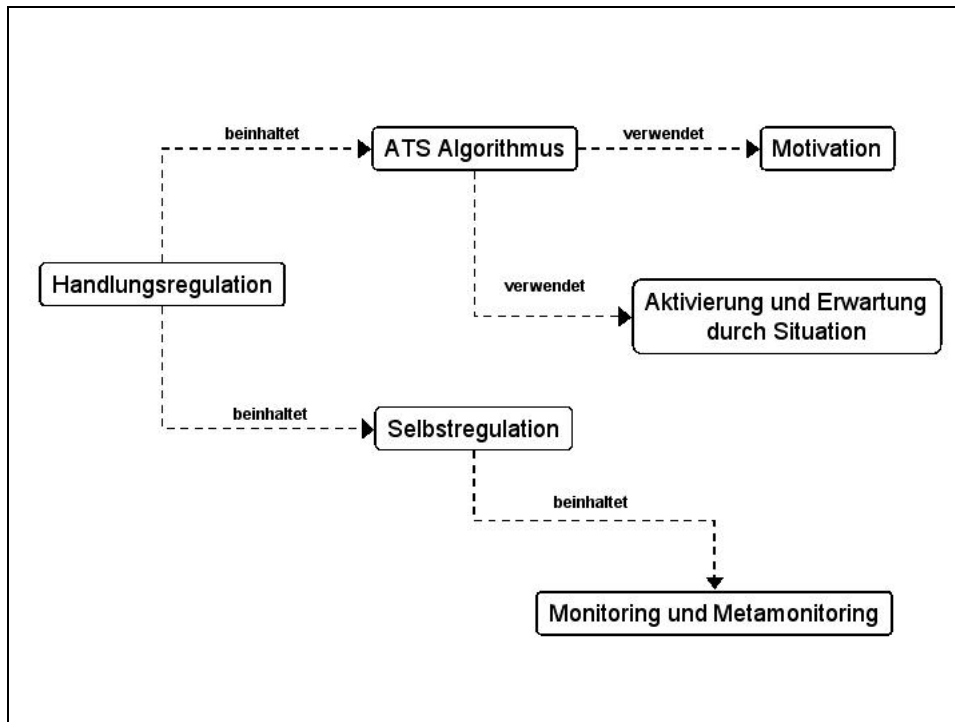 beinhaltet
ATS Algorithmus
verwendet
Motivation
Handlungsregulation
verwendet
Aktivierung und Erwartung
durch Situation
beinhaltet
Selbstregulation
beinhaltet
Monitoring und Metamonitoring